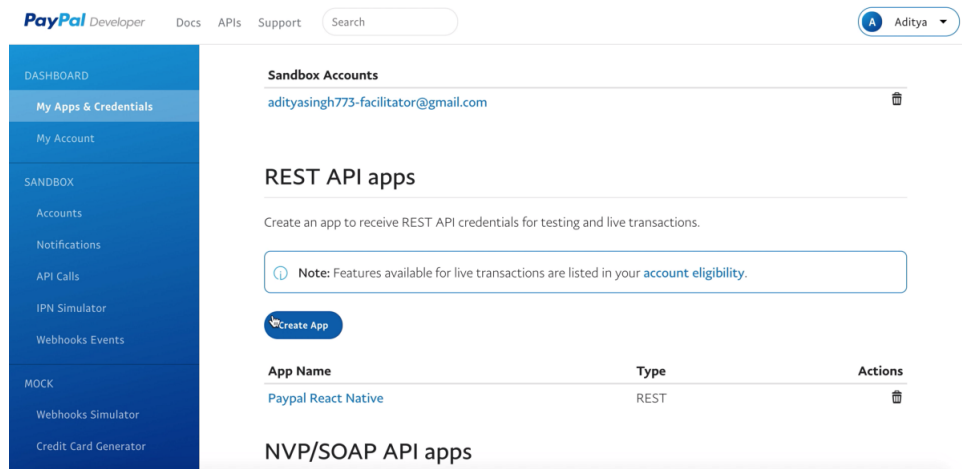 PayPal Developer Docs APIs Support Search A Aditya
DASHBOARD
My Apps & Credentials
My Account
SANDBOX
Accounts
Notifications
API Calls
IPN Simulator
Webhooks Events
MOCK
Webhooks Simulator
Credit Card Generator
Sandbox Accounts
adityasingh773-facilitator@gmail.com
REST API apps
Create an app to receive REST API credentials for testing and live transactions.
Note: Features available for live transactions are listed in your account eligibility.
Create App
App Name Type Actions
Paypal React Native REST
NVP/SOAP API apps